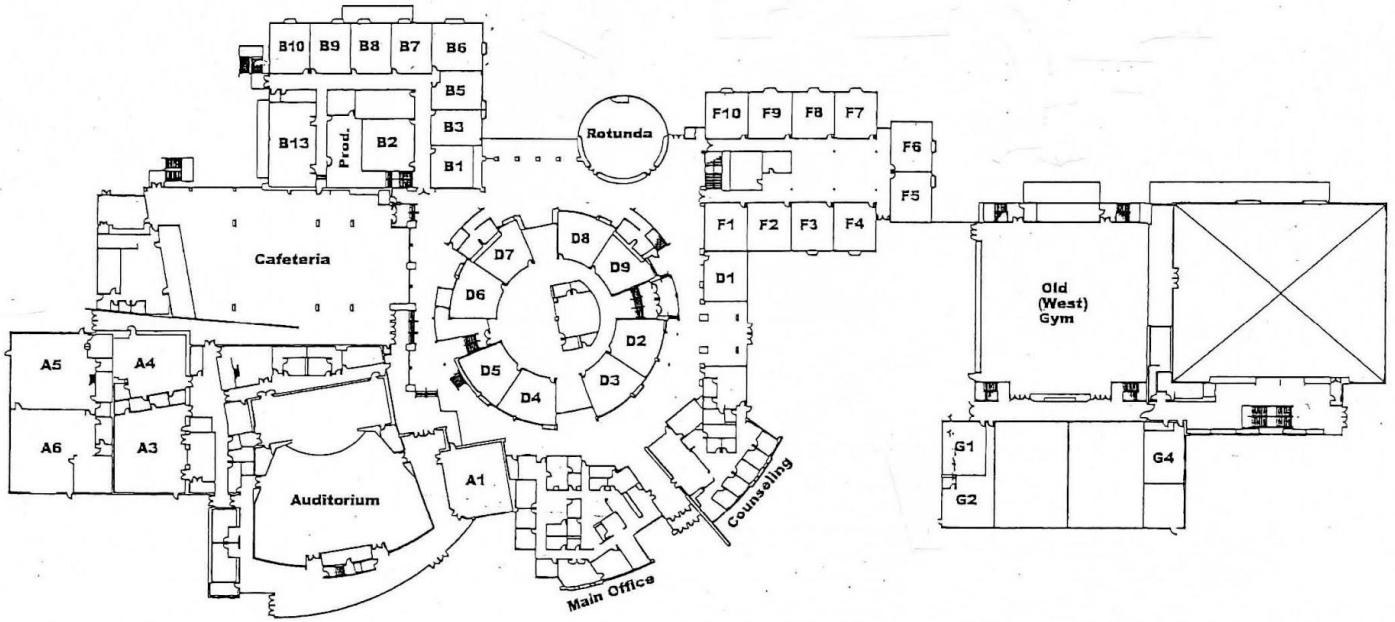 B10 B9 B8 B7 B6
B5
B13 Prod. B2 B3
B1
Rotunda
F10 F9 F8 F7
F6
F5
F1 F2 F3 F4
D1
Cafeteria
D7 D8
D6 D9
D2
D5 D4 D3
Old
(West)
Gym
A5 A4
A6 A3
Auditorium
A1
Main Office
Counseling
G1
G2
G4